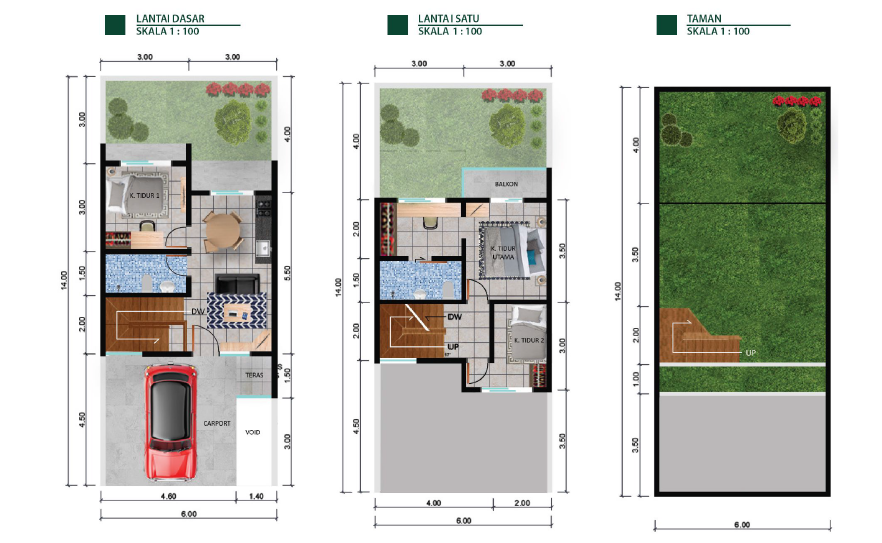 LANTAI DASAR
SKALA 1 : 100
3.00
3.00
14.00
3.00
3.00
1.50
2.00
4.50
4.00
5.50
1.50
3.00
K. TIDUR 1
DW
TERAS
CARPORT
VOID
4.60
1.40
6.00
LANTAI SATU
SKALA 1 : 100
3.00
3.00
14.00
4.00
2.00
1.50
2.00
4.50
3.50
3.00
3.50
BALKON
K. TIDUR
UTAMA
DW
UP
K. TIDUR 2
4.00
2.00
6.00
TAMAN
SKALA 1 : 100
14.00
4.00
3.50
2.00
1.00
3.50
UP
6.00